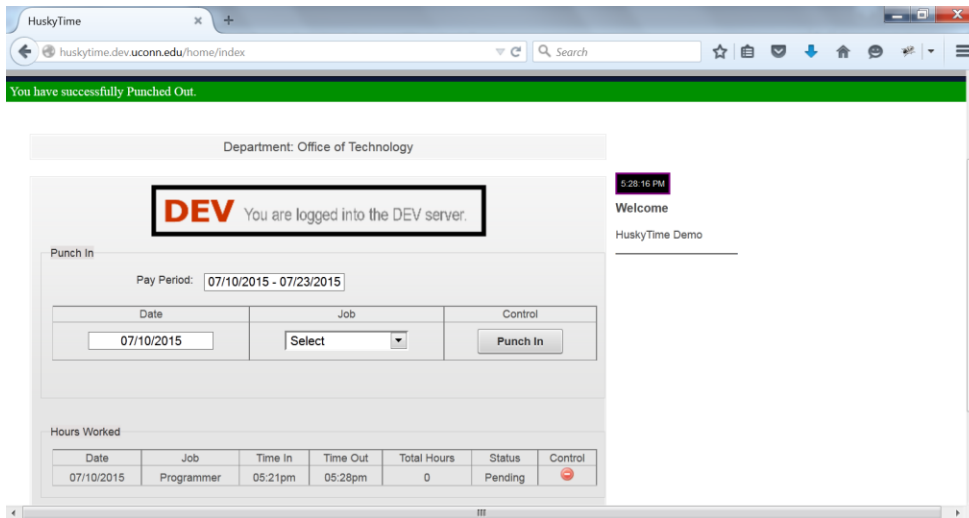 HuskyTime
huskytime.dev.uconn.edu/home/index
Search
You have successfully Punched Out.
Department: Office of Technology
5:28:16 PM
DEV You are logged into the DEV server.
Welcome
HuskyTime Demo
Punch In
Pay Period: 07/10/2015 - 07/23/2015
Date Job Control
07/10/2015 Select Punch In
Hours Worked
Date Job Time In Time Out Total Hours Status Control
07/10/2015 Programmer 05:21pm 05:28pm 0 Pending